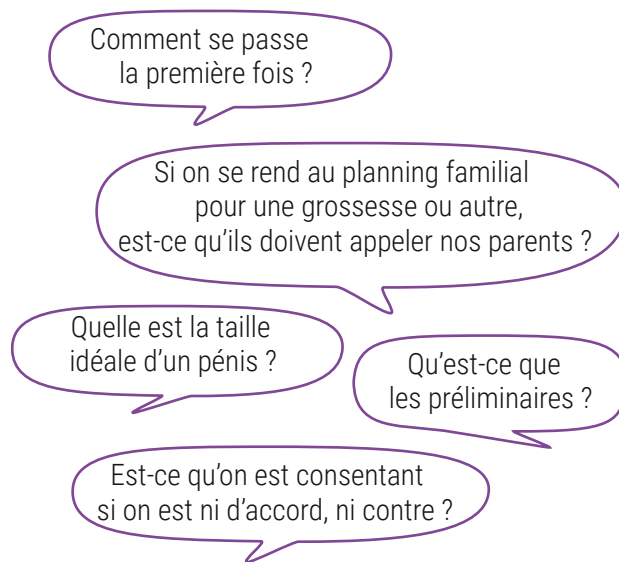 Comment se passe
la première fois ?
Si on se rend au planning familial
pour une grossesse ou autre,
est-ce qu’ils doivent appeler nos parents ?
Quelle est la taille
idéale d’un pénis ?
Qu’est-ce que
les préliminaires ?
Est-ce qu’on est consentant
si on est ni d’accord, ni contre ?